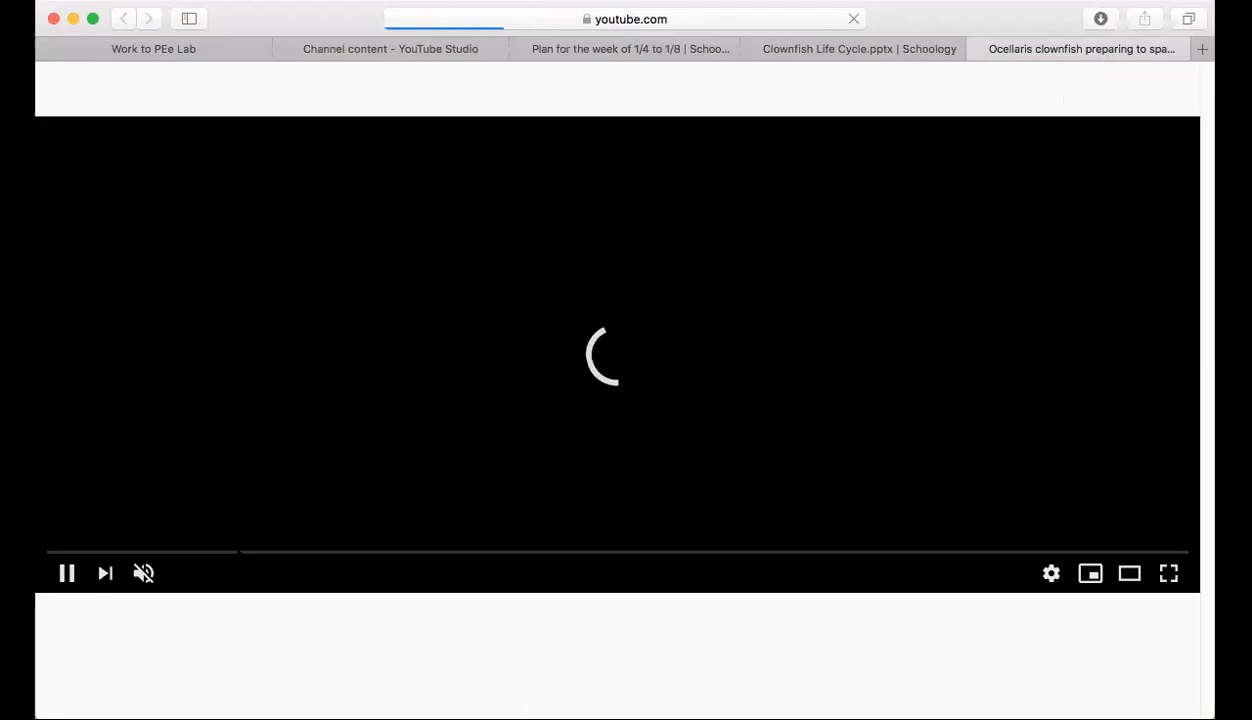 youtube.com
Work to PEe Lab
Channel content - YouTube Studio
Plan for the week of 1/4 to 1/8 | Schoo...
Clownfish Life Cycle.pptx | Schoology
Ocellaris clownfish preparing to spa...